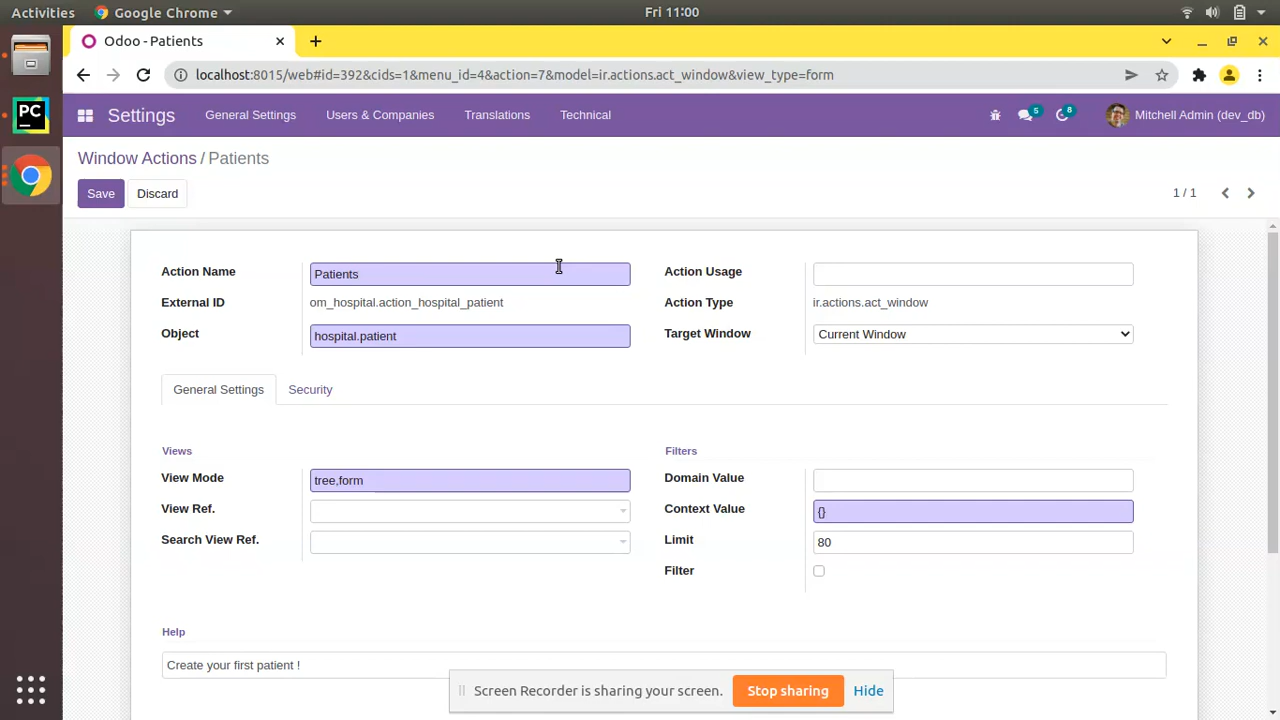 Activities Google Chrome Fri 11:00
Odoo - Patients
localhost:8015/web#id=392&cids=1&menu_id=4&action=7&model=ir.actions.act_window&view_type=form
PC
Settings General Settings Users & Companies Translations Technical 5 8 Mitchell Admin (dev_db)
Window Actions / Patients
Save Discard 1 / 1
Action Name Patients Action Usage
External ID om_hospital.action_hospital_patient Action Type ir.actions.act_window
Object hospital.patient Target Window Current Window
General Settings Security
Views Filters
View Mode tree,form Domain Value
View Ref. Context Value {}
Search View Ref. Limit 80
Filter
Help
Create your first patient !
Screen Recorder is sharing your screen. Stop sharing Hide